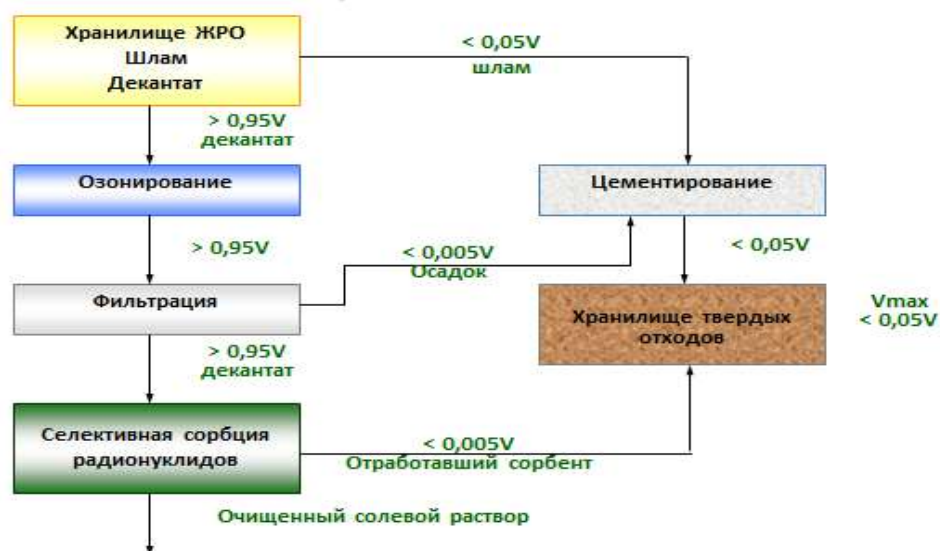 Хранилище ЖРО
Шлам
Декантат
< 0,05V
шлам
> 0,95V
декантат
Озонирование
Цементирование
> 0,95V
< 0,005V
Осадок
< 0,05V
Фильтрация
Хранилище твердых
отходов
Vmax
< 0,05V
> 0,95V
декантат
Селективная сорбция
радионуклидов
< 0,005V
Отработавший сорбент
Очищенный солевой раствор